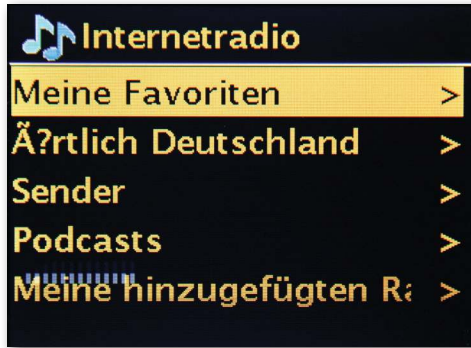 Internetradio
Meine Favoriten >
Ã?rtlich Deutschland >
Sender >
Podcasts >
Meine hinzugefügten Ra >